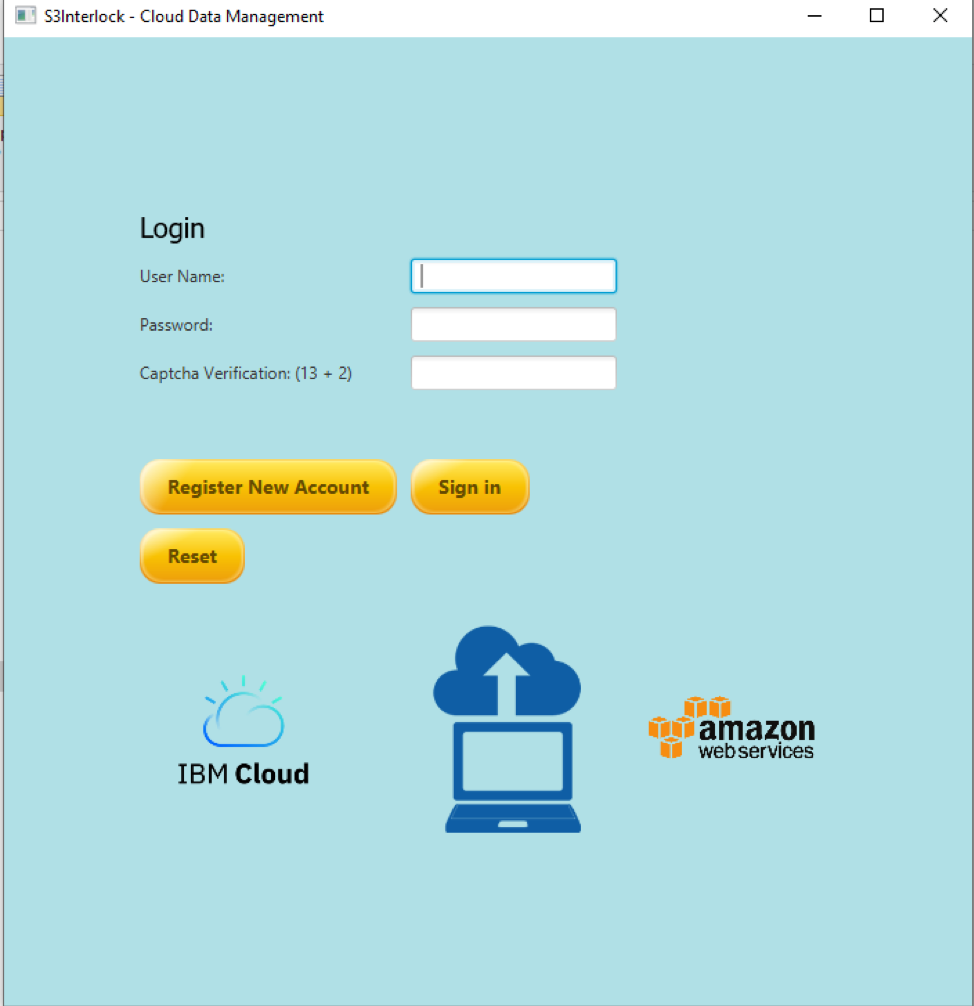 S3Interlock - Cloud Data Management
Login
User Name:
Password:
Captcha Verification: (13 + 2)
Register New Account
Sign in
Reset
IBM Cloud
amazon
web services